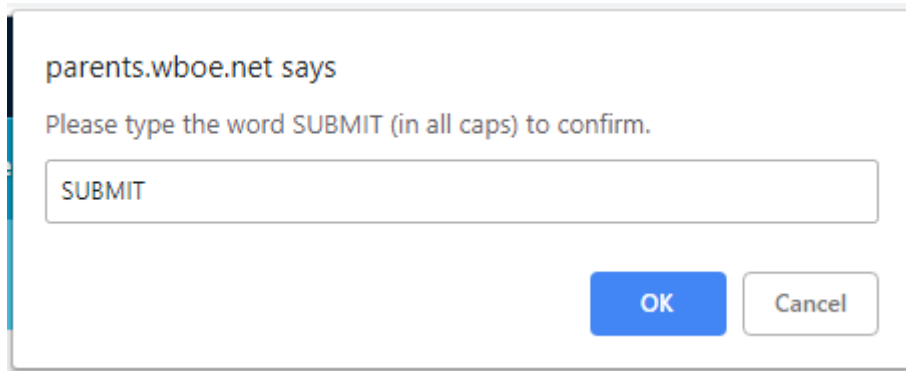 parents.wboe.net says
Please type the word SUBMIT (in all caps) to confirm.
SUBMIT
OK Cancel